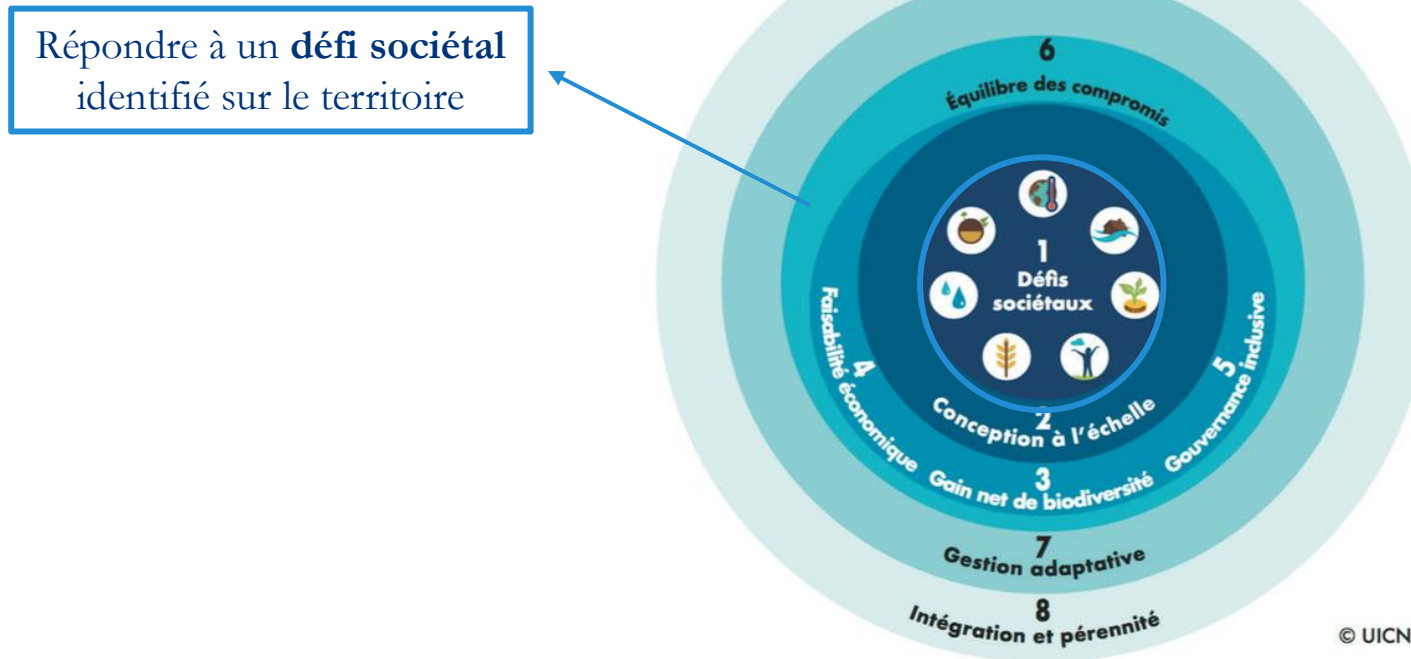 Répondre à un défi sociétal
identifié sur le territoire
6
Équilibre des compromis
1
Défis
sociétaux
2
Conception à l'échelle
3
Gain net de biodiversité
4
Faisabilité économique
5
Gouvernance inclusive
7
Gestion adaptative
8
Intégration et pérennité
© UICN